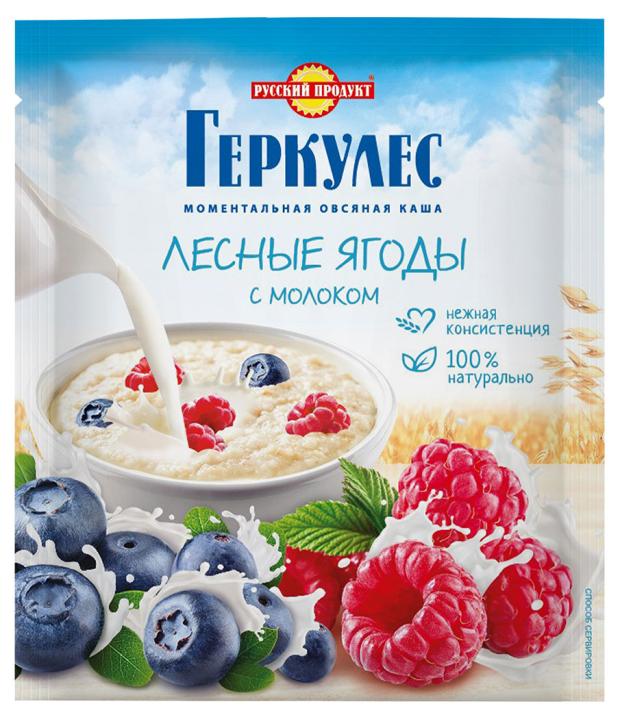 РУССКИЙ ПРОДУКТ®
ГЕРКУЛЕС
МОМЕНТАЛЬНАЯ ОВСЯНАЯ КАША
ЛЕСНЫЕ ЯГОДЫ
С МОЛОКОМ
нежная
консистенция
100%
натурально
СПОСОБ СЕРВИРОВКИ